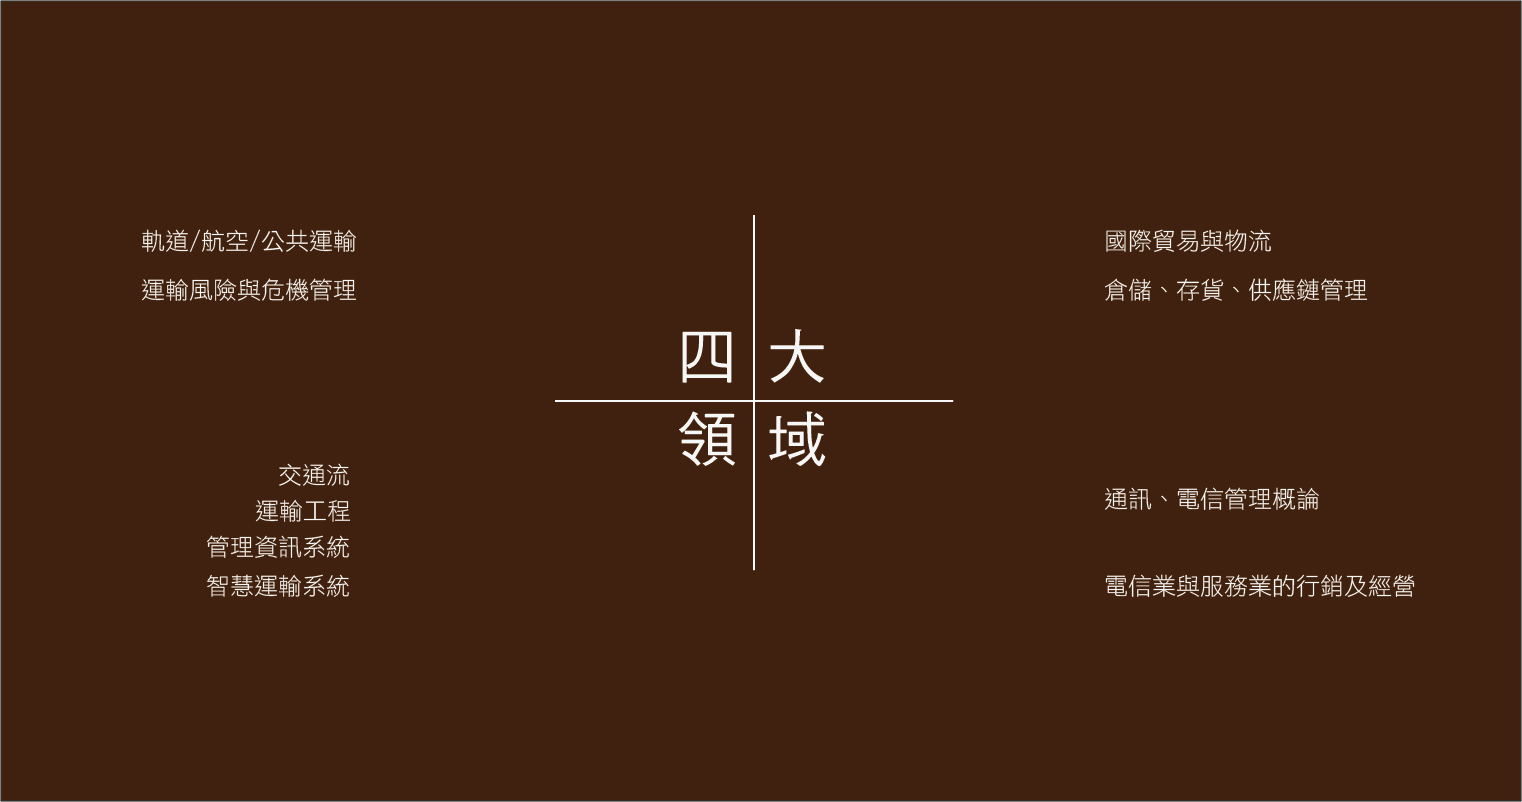 軌道/航空/公共運輸
運輸風險與危機管理
國際貿易與物流
倉儲、存貨、供應鏈管理
四大
領域
交通流
運輸工程
管理資訊系統
智慧運輸系統
通訊、電信管理概論
電信業與服務業的行銷及經營